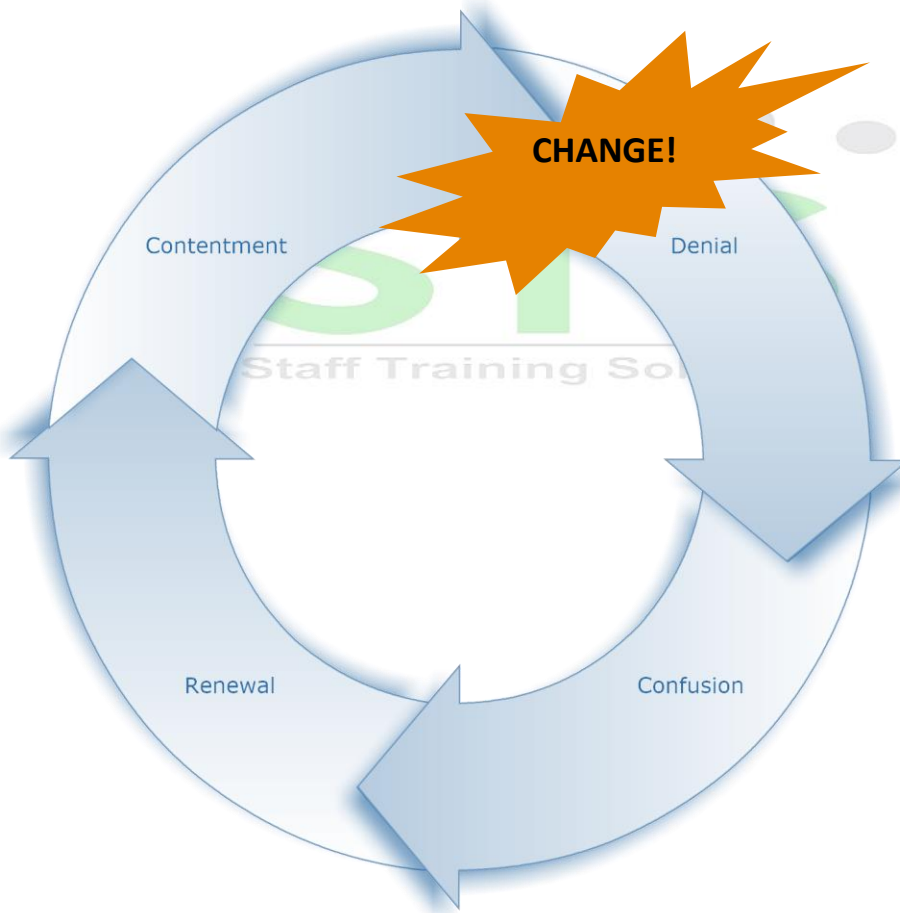 CHANGE!
Contentment
Denial
Staff Training
Renewal
Confusion